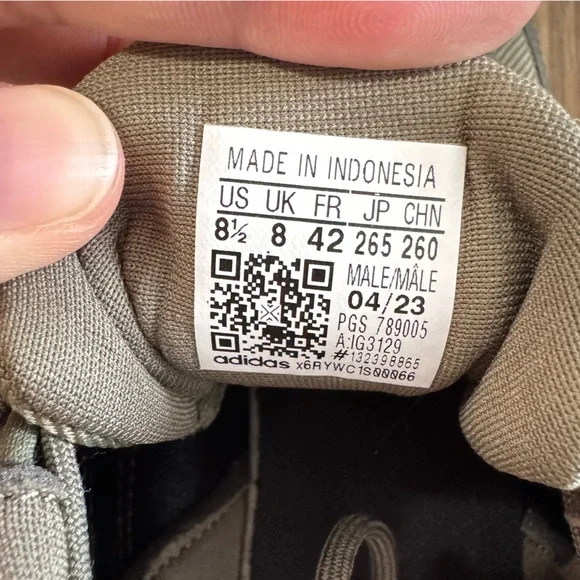 MADE IN INDONESIA
US UK FR JP CHN
8½ 8 42 265 260
MALE/MÂLE
04/23
PGS 789005
A:IG3129
#132398865
adidas x6RYWC1S00066